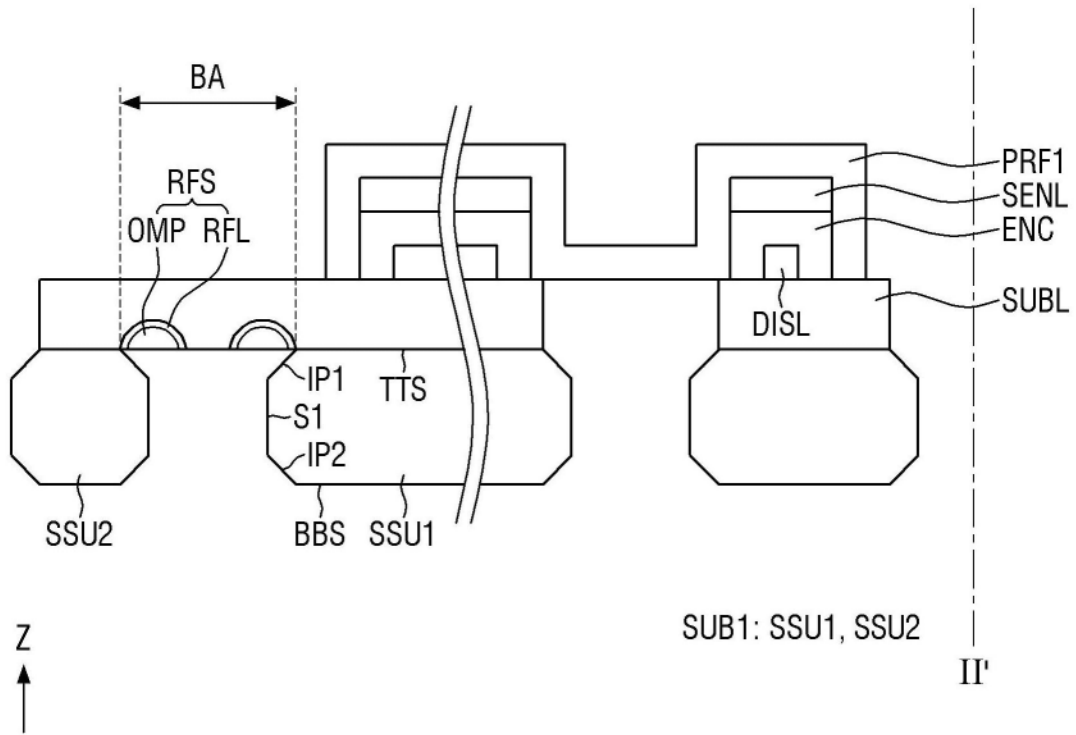 BA
RFS
OMP RFL
PRF1
SENL
ENC
SUBL
DISL
IP1
TTS
S1
IP2
SSU2
BBS
SSU1
SUB1: SSU1, SSU2
Z
II'